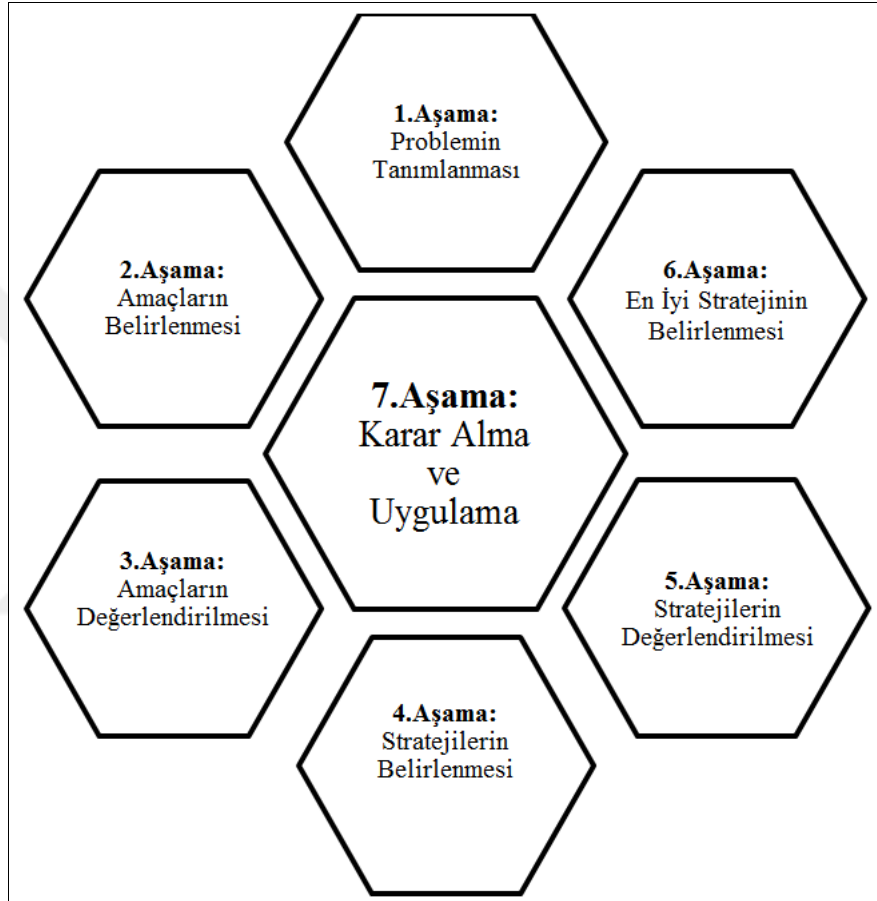 1.Aşama:
Problemin
Tanımlanması
2.Aşama:
Amaçların
Belirlenmesi
3.Aşama:
Amaçların
Değerlendirilmesi
4.Aşama:
Stratejilerin
Belirlenmesi
5.Aşama:
Stratejilerin
Değerlendirilmesi
6.Aşama:
En İyi Stratejinin
Belirlenmesi
7.Aşama:
Karar Alma
ve
Uygulama